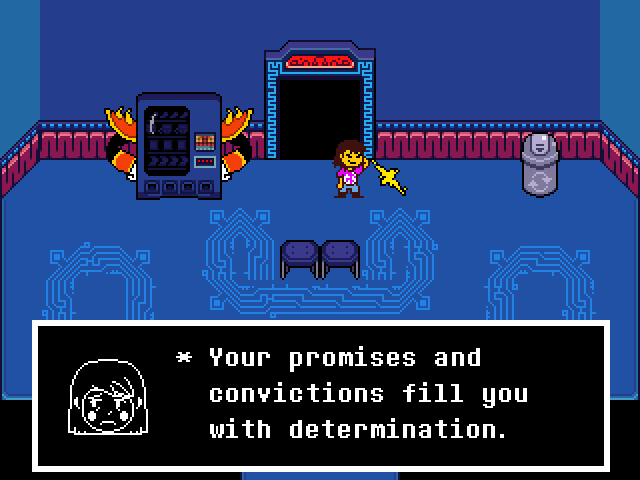 * Your promises and
convictions fill you
with determination.